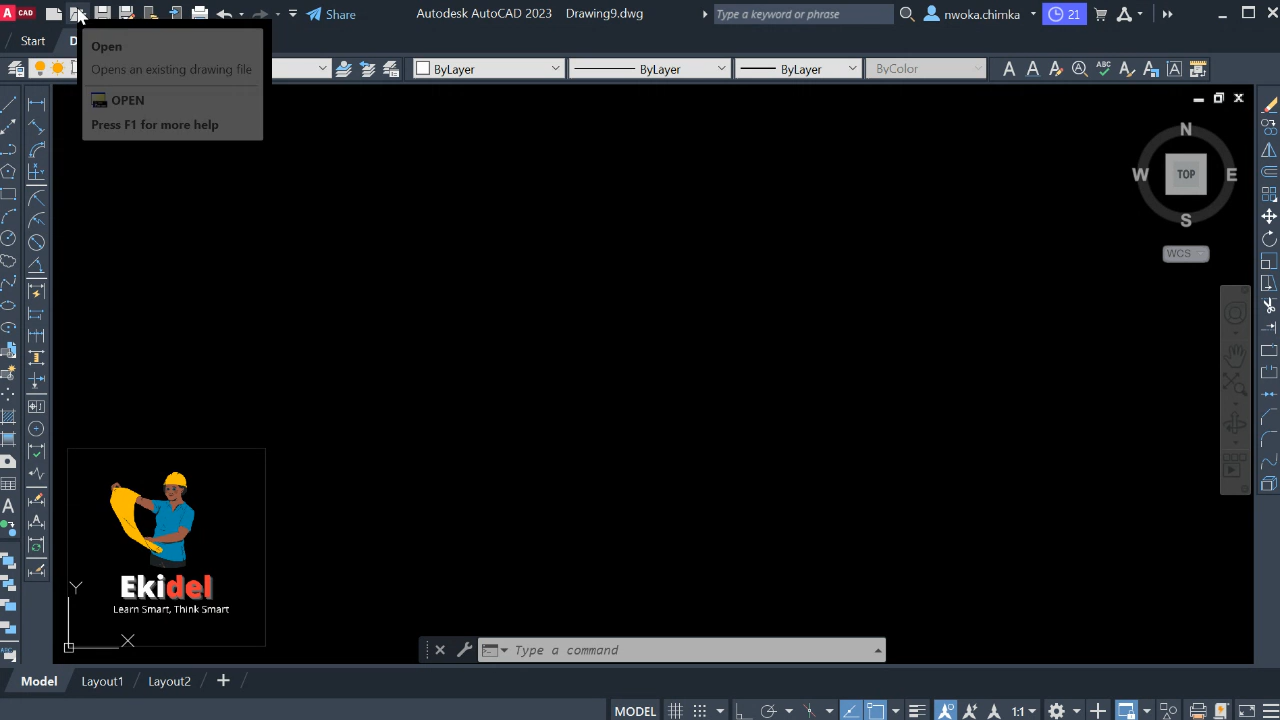 CAD
Share
Autodesk AutoCAD 2023 Drawing9.dwg
Type a keyword or phrase
nwoka.chimka
21
Start
D
Open
Opens an existing drawing file
OPEN
Press F1 for more help
ByLayer
ByLayer
ByLayer
ByColor
N
W
TOP
E
S
WCS
Ekidel
Learn Smart, Think Smart
Y
X
Type a command
Model
Layout1
Layout2
MODEL
1:1